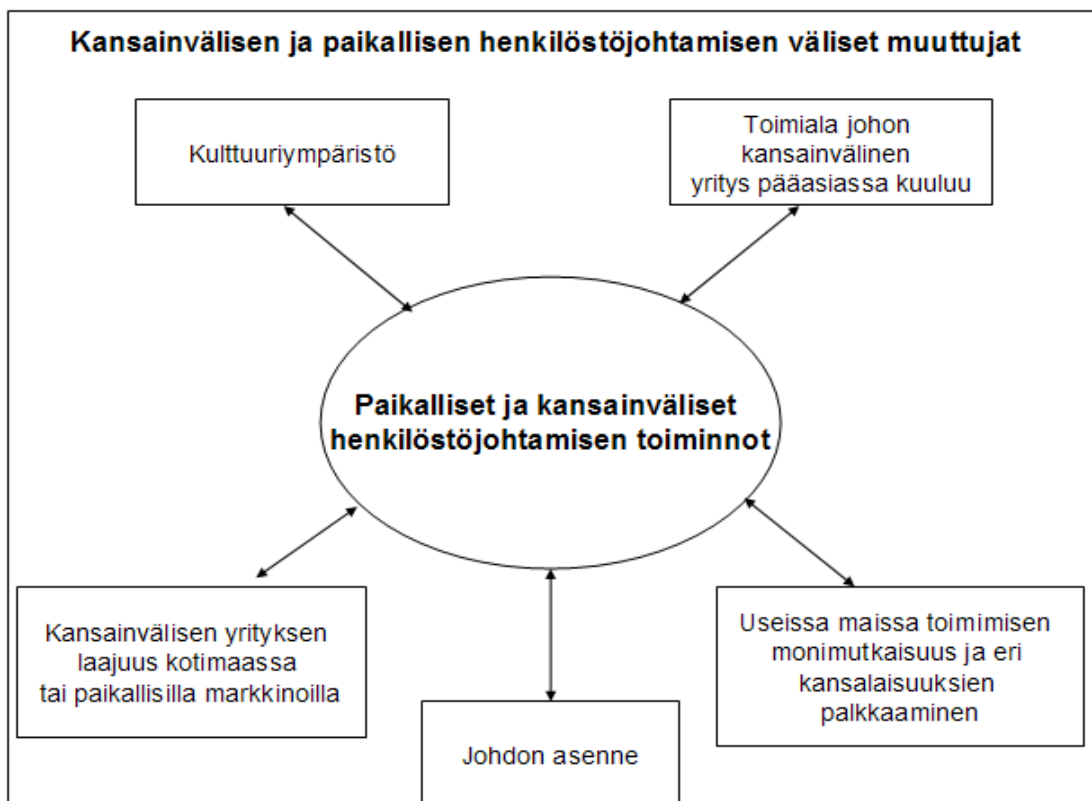 Kansainvälisen ja paikallisen henkilöstöjohtamisen väliset muuttujat
Kulttuuriympäristö
Toimiala johon
kansainvälinen
yritys pääasiassa kuuluu
Paikalliset ja kansainväliset
henkilöstöjohtamisen toiminnot
Kansainvälisen yrityksen
laajuus kotimaassa
tai paikallisilla markkinoilla
Johdon asenne
Useissa maissa toimimisen
monimutkaisuus ja eri
kansalaisuuksien
palkkaaminen